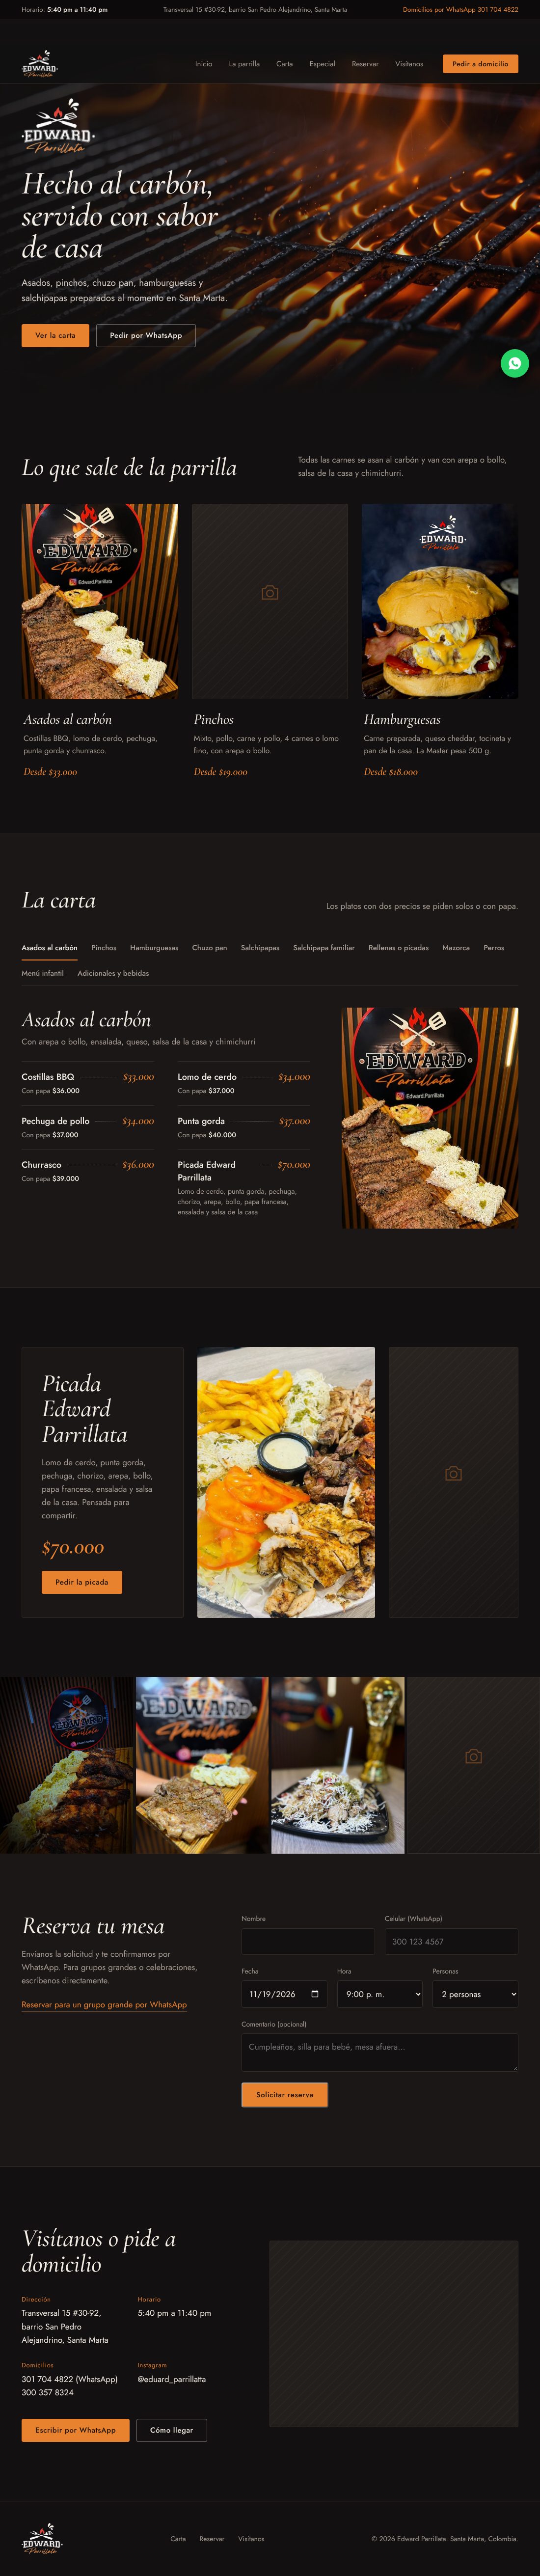 Horario: 5:40 pm a 11:40 pm
Transversal 15 #30-92, barrio San Pedro Alejandrino, Santa Marta
Domicilios por WhatsApp 301 704 4822
EDWARD
Parrillata
Inicio
La parrilla
Carta
Especial
Reservar
Visítanos
Pedir a domicilio
EDWARD
Parrillata
Hecho al carbón,
servido con sabor
de casa
Asados, pinchos, chuzo pan, hamburguesas y
salchipapas preparados al momento en Santa Marta.
Ver la carta
Pedir por WhatsApp
Lo que sale de la parrilla
Todas las carnes se asan al carbón y van con arepa o bollo,
salsa de la casa y chimichurri.
EDWARD
Parrillata
Edward.Parrillata
EDWARD
Parrillata
Asados al carbón
Costillas BBQ, lomo de cerdo, pechuga,
punta gorda y churrasco.
Desde $33.000
Pinchos
Mixto, pollo, carne y pollo, 4 carnes o lomo
fino, con arepa o bollo.
Desde $19.000
Hamburguesas
Carne preparada, queso cheddar, tocineta y
pan de la casa. La Master pesa 500 g.
Desde $18.000
La carta
Los platos con dos precios se piden solos o con papa.
Asados al carbón
Pinchos
Hamburguesas
Chuzo pan
Salchipapas
Salchipapa familiar
Rellenas o picadas
Mazorca
Perros
Menú infantil
Adicionales y bebidas
Asados al carbón
Con arepa o bollo, ensalada, queso, salsa de la casa y chimichurri
Costillas BBQ $33.000
Con papa $36.000
Lomo de cerdo $34.000
Con papa $37.000
Pechuga de pollo $34.000
Con papa $37.000
Punta gorda $37.000
Con papa $40.000
Churrasco $36.000
Con papa $39.000
Picada Edward $70.000
Parrillata
Lomo de cerdo, punta gorda, pechuga,
chorizo, arepa, bollo, papa francesa,
ensalada y salsa de la casa
EDWARD
Parrillata
Edward.Parrillata
Picada
Edward
Parrillata
Lomo de cerdo, punta gorda,
pechuga, chorizo, arepa, bollo,
papa francesa, ensalada y salsa
de la casa. Pensada para
compartir.
$70.000
Pedir la picada
EDWARD
Parrillata
EDWARD
Parrillata
Reserva tu mesa
Envíanos la solicitud y te confirmamos por
WhatsApp. Para grupos grandes o celebraciones,
escríbenos directamente.
Reservar para un grupo grande por WhatsApp
Nombre
Celular (WhatsApp)
300 123 4567
Fecha
Hora
Personas
11/19/2026
9:00 p. m.
2 personas
Comentario (opcional)
Cumpleaños, silla para bebé, mesa afuera...
Solicitar reserva
Visítanos o pide a
domicilio
Dirección
Transversal 15 #30-92,
barrio San Pedro
Alejandrino, Santa Marta
Horario
5:40 pm a 11:40 pm
Domicilios
301 704 4822 (WhatsApp)
300 357 8324
Instagram
@eduard_parrillatta
Escribir por WhatsApp
Cómo llegar
EDWARD
Parrillata
Carta
Reservar
Visítanos
© 2026 Edward Parrillata. Santa Marta, Colombia.